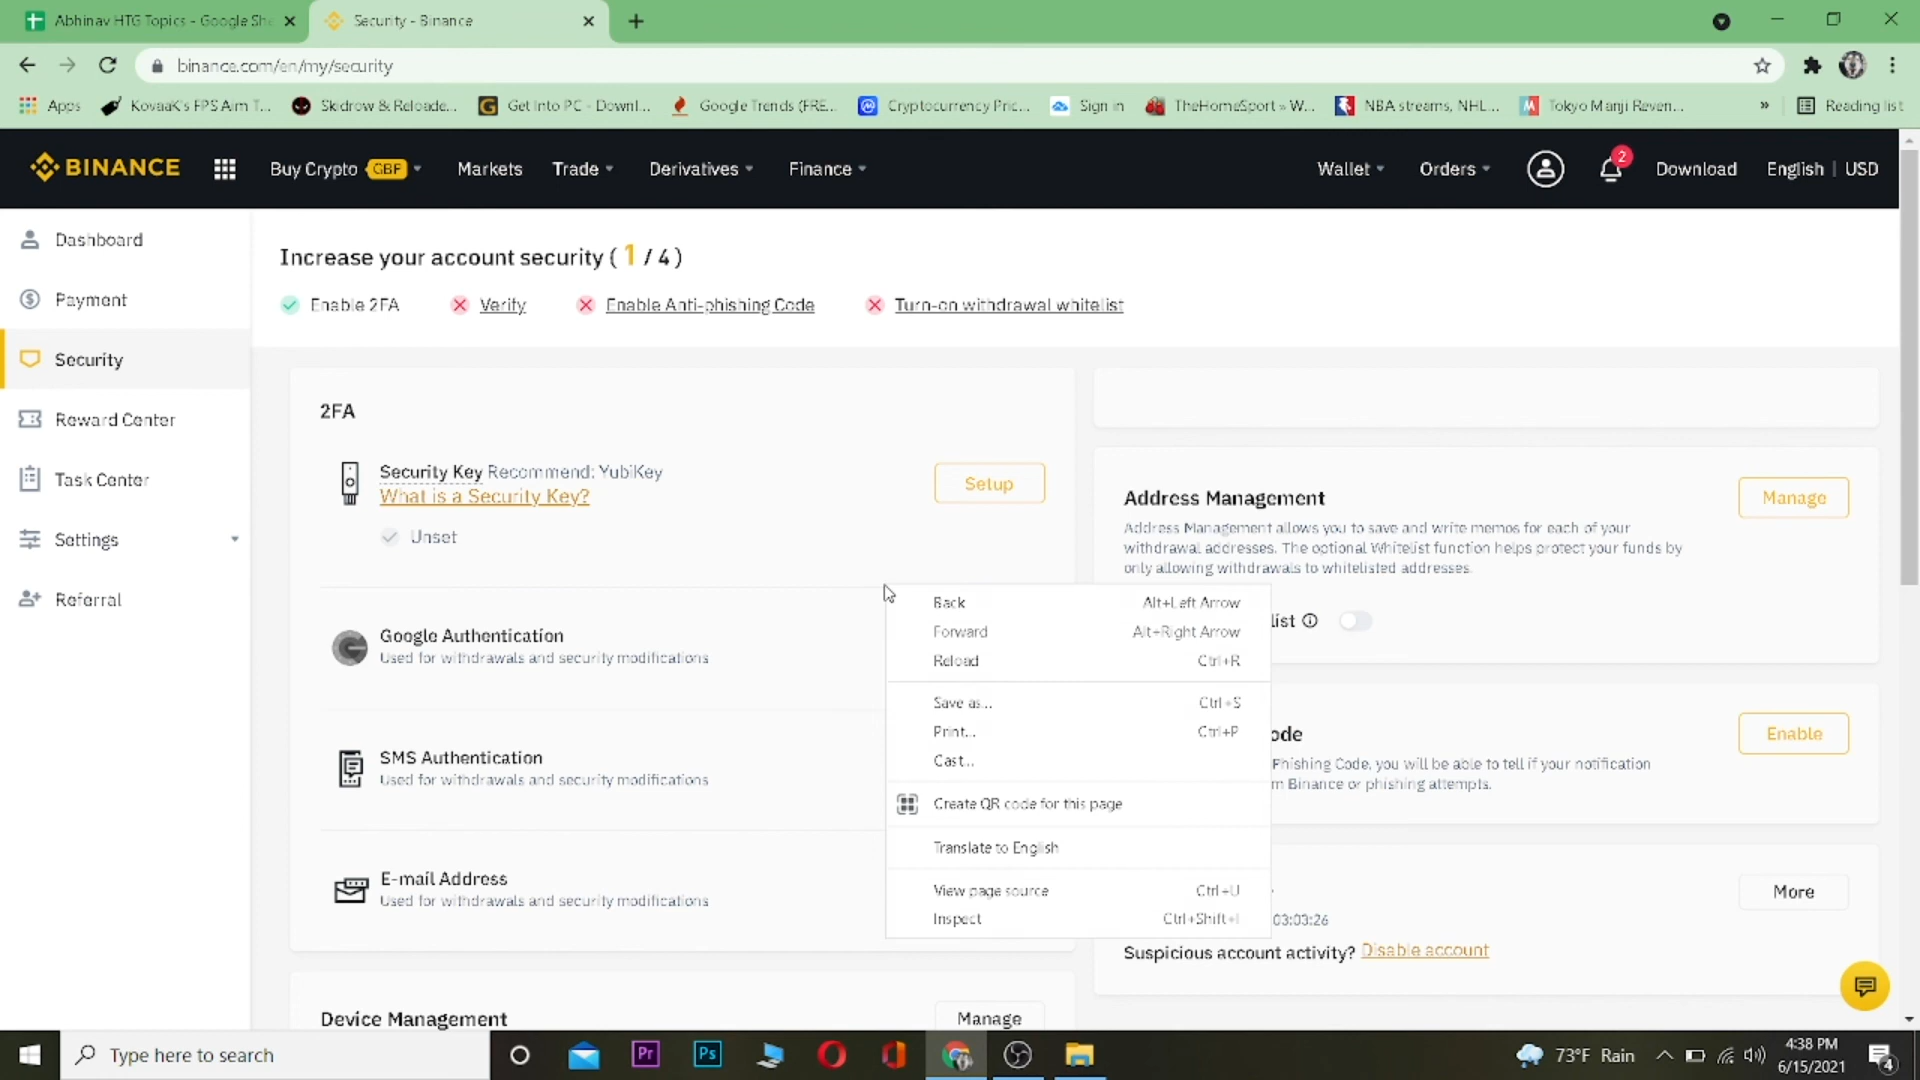 Abhinav HTG Topics - Google She
Security - Binance
binance.com/en/my/security
Apps
KovaaK's FPS Aim T...
Skidrow & Reloade...
Get Into PC - Downl...
Google Trends (FRE...
Cryptocurrency Pric...
Sign in
TheHomeSport » W...
NBA streams, NHL...
Tokyo Manji Reven...
»
Reading list
BINANCE
Buy Crypto GBP
Markets
Trade
Derivatives
Finance
Wallet
Orders
2
Download
English | USD
Dashboard
Payment
Security
Reward Center
Task Center
Settings
Referral
Increase your account security ( 1 / 4 )
Enable 2FA
Verify
Enable Anti-phishing Code
Turn-on withdrawal whitelist
2FA
Security Key Recommend: YubiKey
What is a Security Key?
Unset
Setup
Google Authentication
Used for withdrawals and security modifications
SMS Authentication
Used for withdrawals and security modifications
E-mail Address
Used for withdrawals and security modifications
Device Management
Manage
Back Alt+Left Arrow
Forward Alt+Right Arrow
Reload Ctrl+R
Save as... Ctrl+S
Print... Ctrl+P
Cast...
Create QR code for this page
Translate to English
View page source Ctrl+U
Inspect Ctrl+Shift+I
Address Management
Manage
Address Management allows you to save and write memos for each of your
withdrawal addresses. The optional Whitelist function helps protect your funds by
only allowing withdrawals to whitelisted addresses.
list
ode
Enable
Phishing Code, you will be able to tell if your notification
m Binance or phishing attempts.
More
03:03:26
Suspicious account activity? Disable account
Type here to search
Pr
Ps
73°F Rain
4:38 PM
6/15/2021
4